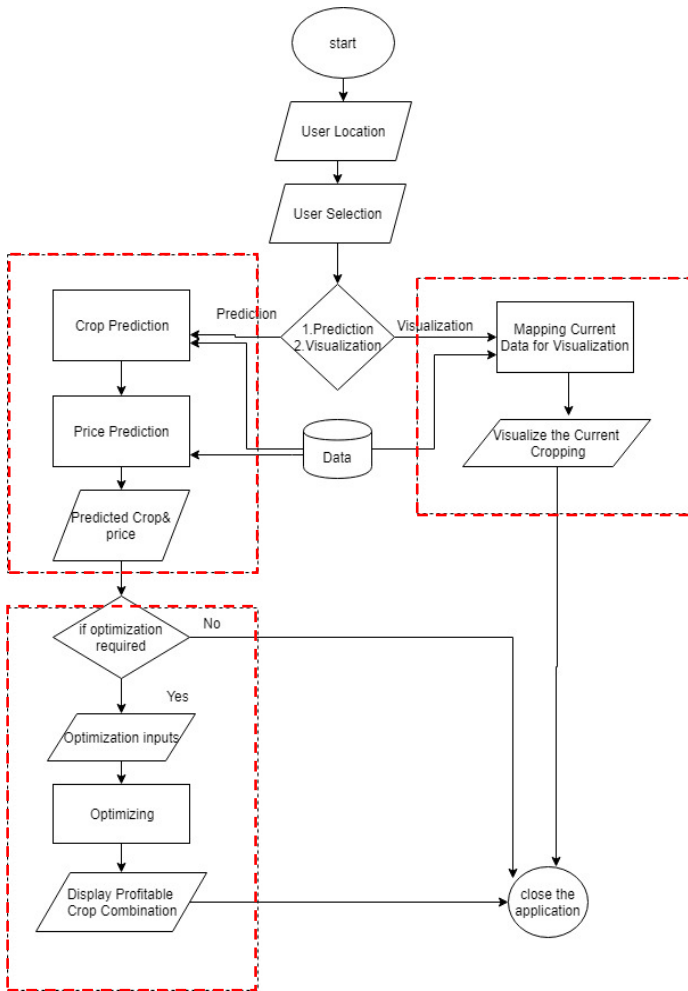 start
User Location
User Selection
Prediction
1.Prediction
2.Visualization
Visualization
Crop Prediction
Mapping Current
Data for Visualization
Price Prediction
Data
Visualize the Current
Cropping
Predicted Crop&
price
if optimization
required
No
Yes
Optimization inputs
Optimizing
Display Profitable
Crop Combination
close the
application